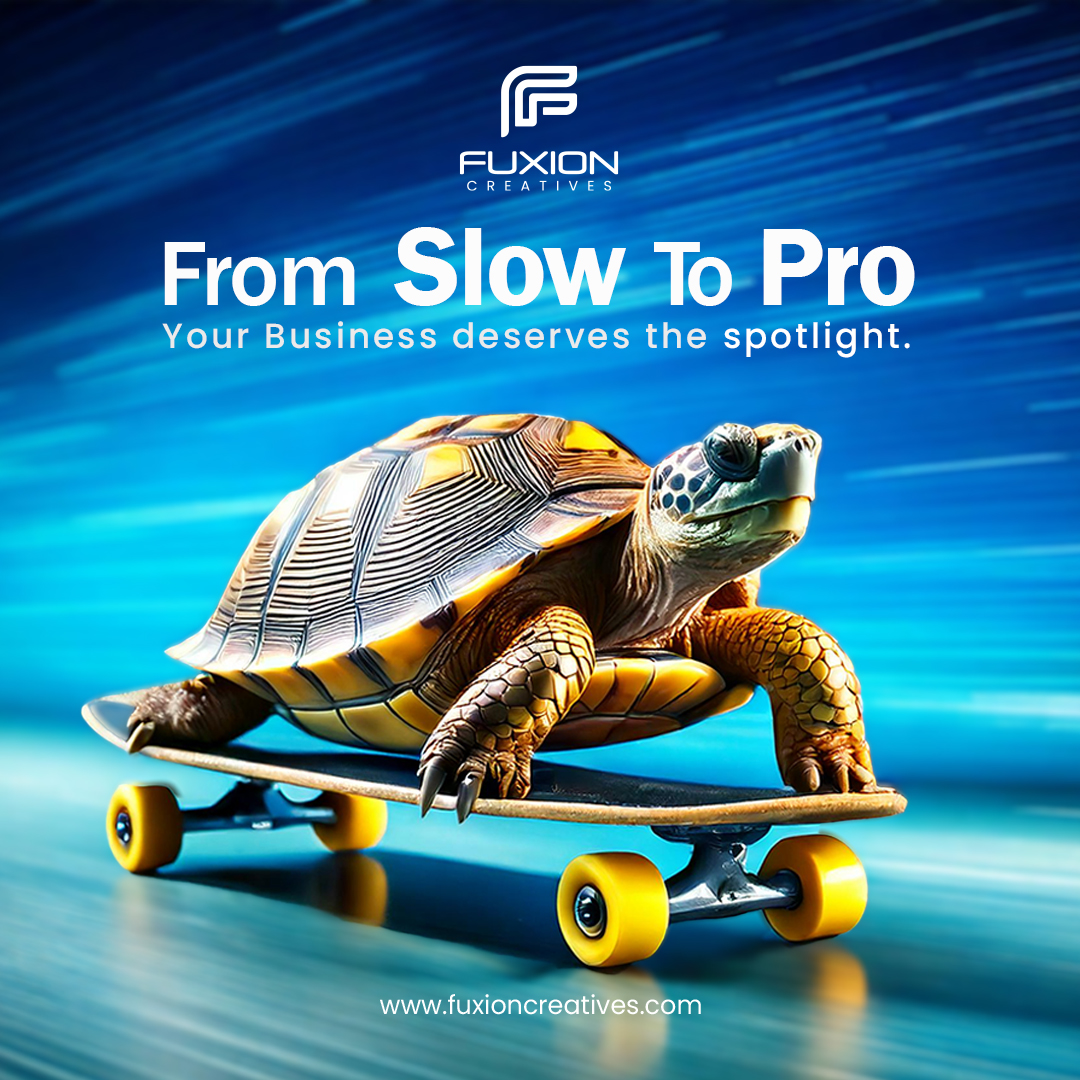 FUXION
CREATIVES
From Slow To Pro
Your Business deserves the spotlight.
www.fuxioncreatives.com